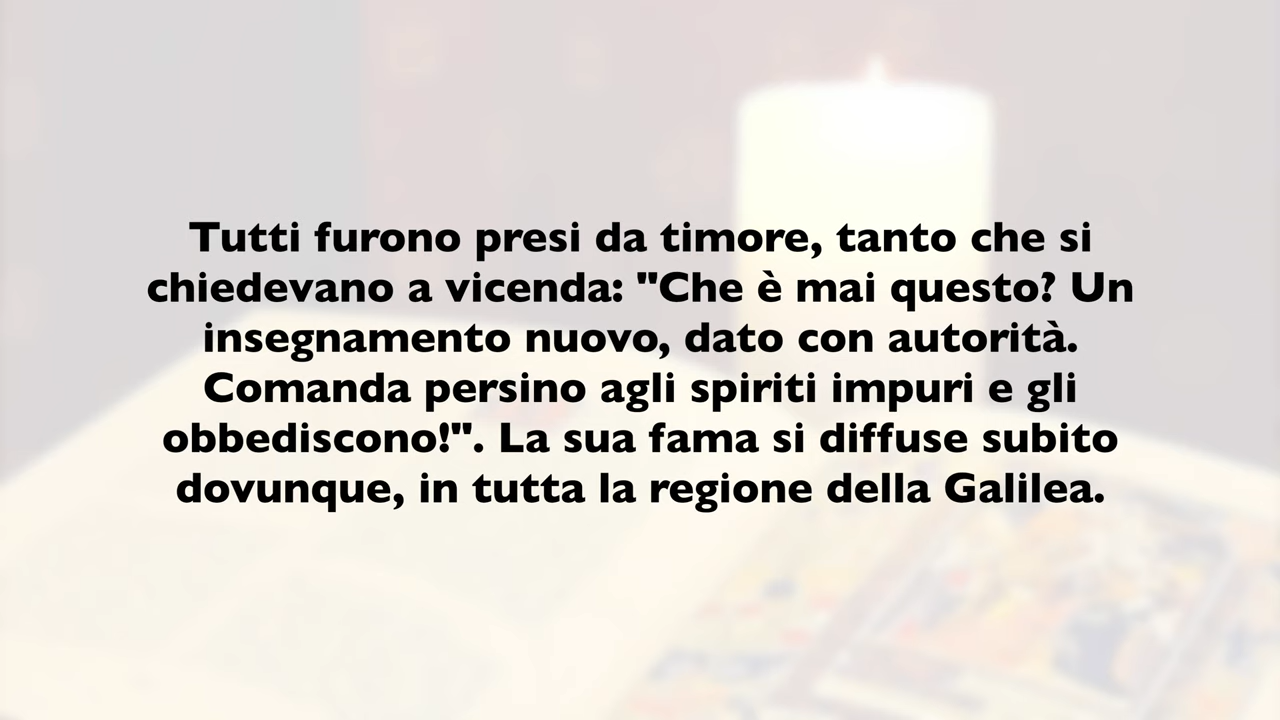 Tutti furono presi da timore, tanto che si
chiedevano a vicenda: "Che è mai questo? Un
insegnamento nuovo, dato con autorità.
Comanda persino agli spiriti impuri e gli
obbediscono!". La sua fama si diffuse subito
dovunque, in tutta la regione della Galilea.